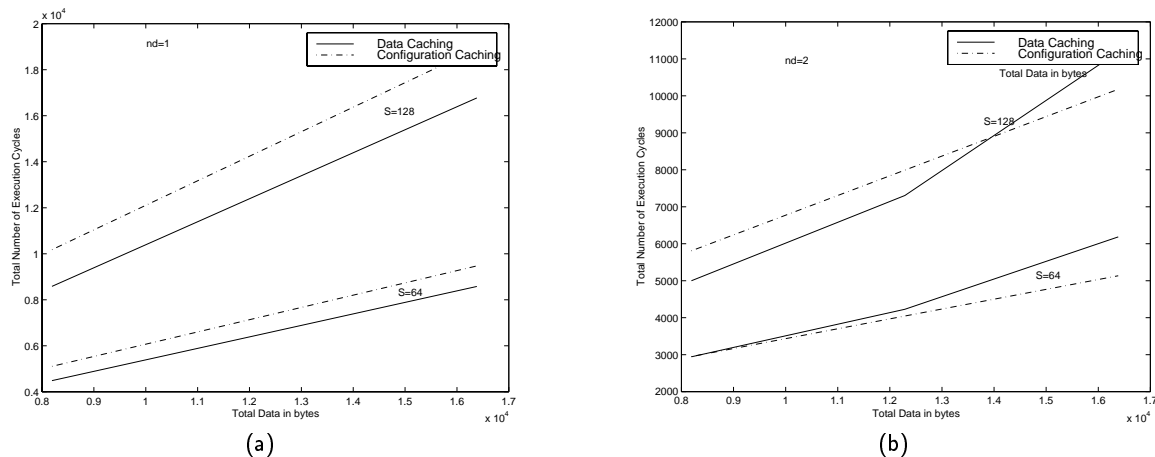 x 10^4
2
nd=1
Data Caching
Configuration Caching
1.8
1.6
S=128
1.4
1.2
1
0.8
S=64
0.6
0.4
0.8 0.9 1 1.1 1.2 1.3 1.4 1.5 1.6 1.7
Total Number of Execution Cycles
Total Data in bytes
x 10^4
(a)
12000
Data Caching
Configuration Caching
11000
nd=2
Total Data in bytes
10000
9000
S=128
8000
7000
6000
5000
S=64
4000
3000
2000
0.8 0.9 1 1.1 1.2 1.3 1.4 1.5 1.6 1.7
Total Number of Execution Cycles
Total Data in bytes
x 10^4
(b)